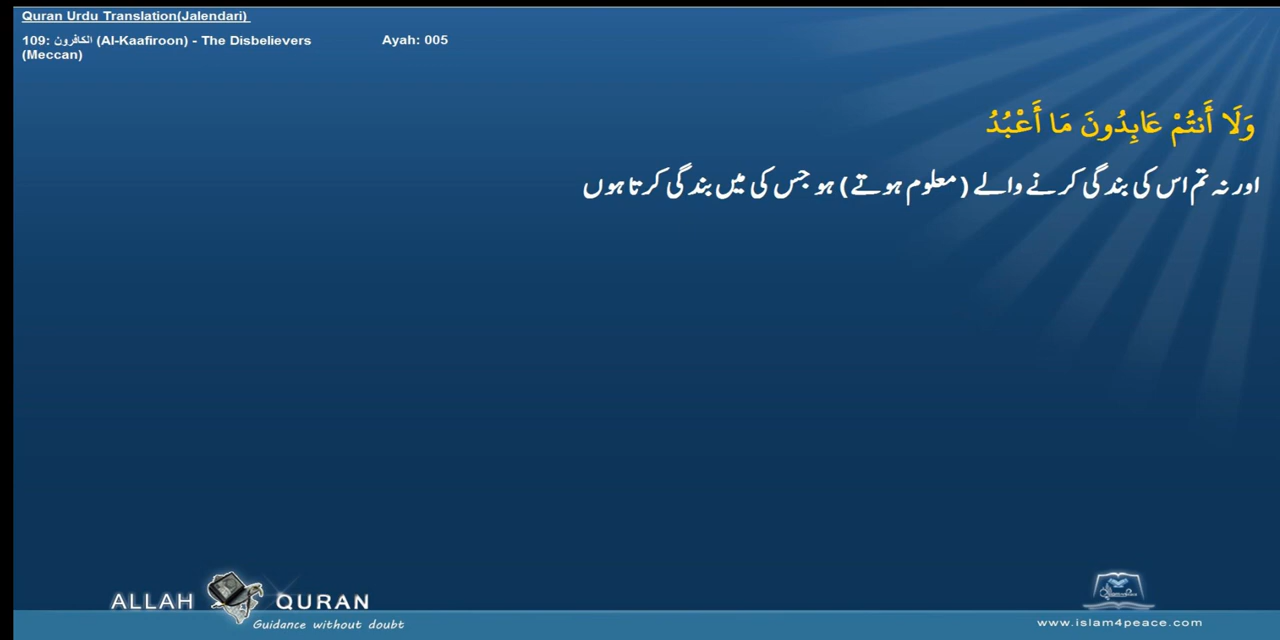 Quran Urdu Translation(Jalendari)
109: الكافرون (Al-Kaafiroon) - The Disbelievers (Meccan)
Ayah: 005
وَلَا أَنتُمْ عَابِدُونَ مَا أَعْبُدُ
اور نہ تم اس کی بندگی کرنے والے (معلوم ہوتے) ہو جس کی میں بندگی کرتا ہوں
ALLAH QURAN
Guidance without doubt
www.islam4peace.com